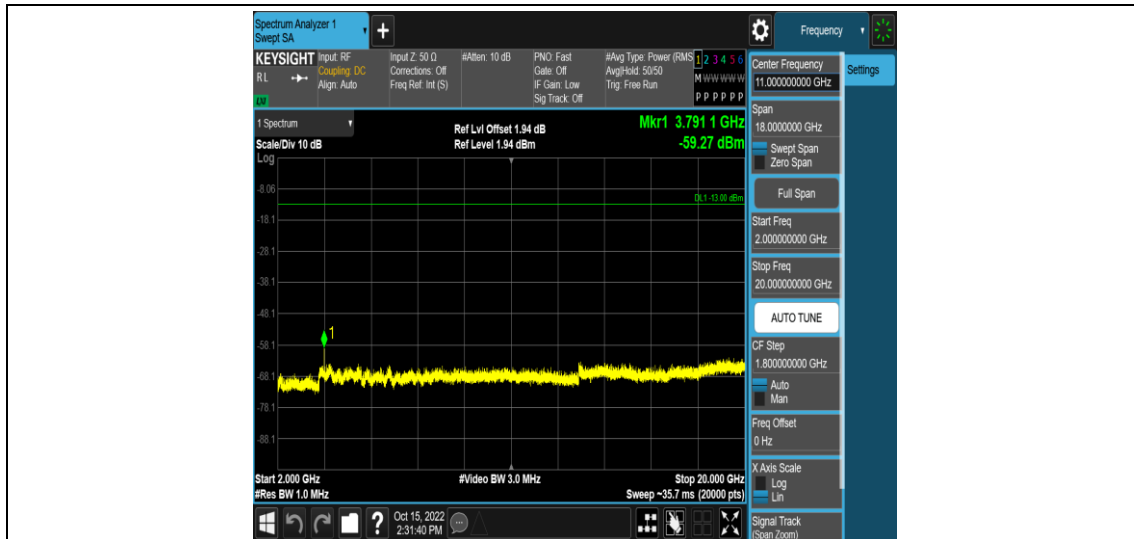 Spectrum Analyzer 1
Swept SA
+
Frequency
KEYSIGHT
RL
LXI
Input: RF
Coupling: DC
Align: Auto
Input Z: 50 Ω
Corrections: Off
Freq Ref: Int (S)
#Atten: 10 dB
PNO: Fast
Gate: Off
IF Gain: Low
Sig Track: Off
#Avg Type: Power (RMS
Avg|Hold: 50/50
Trig: Free Run
1 2 3 4 5 6
M W W W W W
P P P P P P
1 Spectrum
Scale/Div 10 dB
Log
Ref Lvl Offset 1.94 dB
Ref Level 1.94 dBm
Mkr1 3.791 1 GHz
-59.27 dBm
DL1 -13.00 dBm
-8.06
-18.1
-28.1
-38.1
-48.1
-58.1
-68.1
-78.1
-88.1
1
Start 2.000 GHz
#Res BW 1.0 MHz
#Video BW 3.0 MHz
Stop 20.000 GHz
Sweep ~35.7 ms (20000 pts)
?
Oct 15, 2022
2:31:40 PM
Center Frequency
11.000000000 GHz
Span
18.0000000 GHz
Swept Span
Zero Span
Full Span
Start Freq
2.000000000 GHz
Stop Freq
20.000000000 GHz
AUTO TUNE
CF Step
1.800000000 GHz
Auto
Man
Freq Offset
0 Hz
X Axis Scale
Log
Lin
Signal Track
(Span Zoom)
Settings